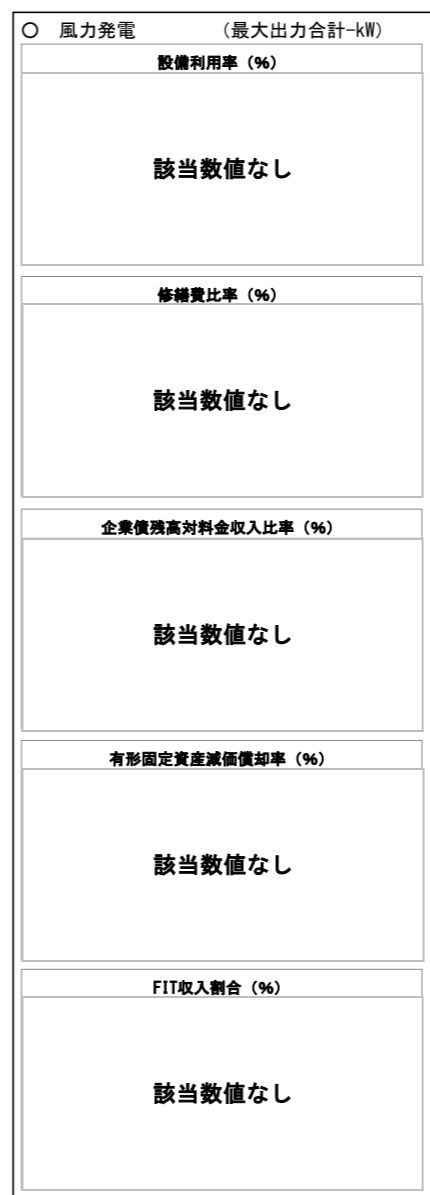 ○ 風力発電 (最大出力合計-kW)
設備利用率（%）
該当数値なし
修繕費比率（%）
該当数値なし
企業債残高対料金収入比率（%）
該当数値なし
有形固定資産減価償却率（%）
該当数値なし
FIT収入割合（%）
該当数値なし